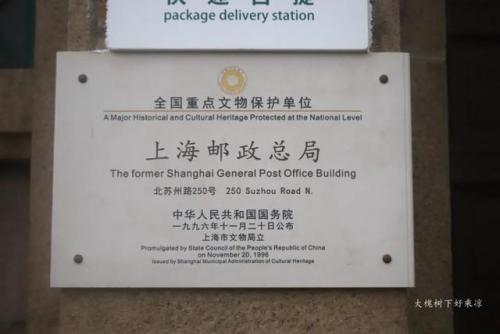 快递自提
package delivery station
全国重点文物保护单位
A Major Historical and Cultural Heritage Protected at the National Level
上海邮政总局
The former Shanghai General Post Office Building
北苏州路250号 250 Suzhou Road N.
中华人民共和国国务院
一九九六年十一月二十日公布
上海市文物局立
Promulgated by State Council of the People's Republic of China
on November 20, 1996
Issued by Shanghai Municipal Administration of Cultural Heritage
大槐树下好乘凉